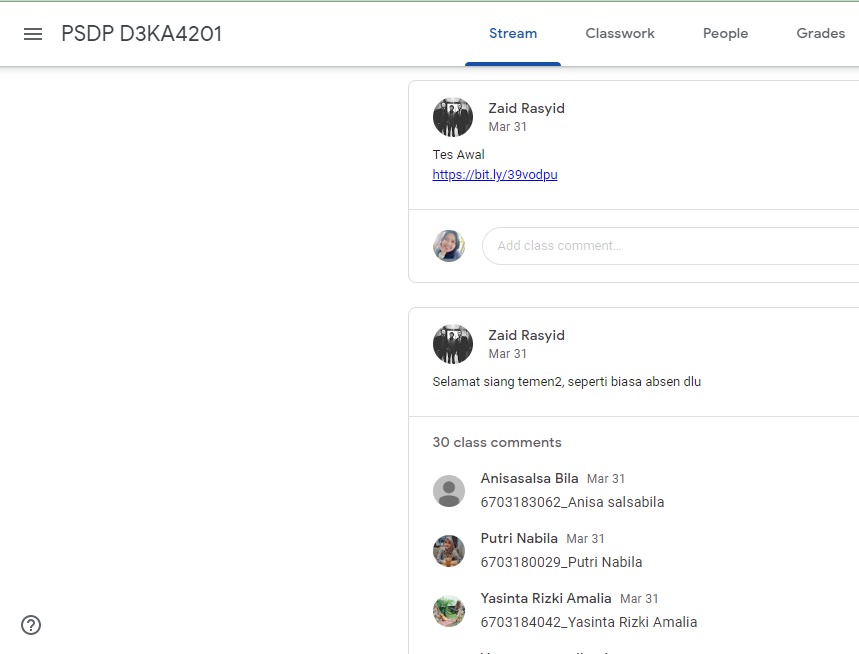 PSDP D3KA4201
Stream Classwork People Grades
Zaid Rasyid
Mar 31
Tes Awal
https://bit.ly/39vodpu
Add class comment...
Zaid Rasyid
Mar 31
Selamat siang temen2, seperti biasa absen dlu
30 class comments
Anisasalsa Bila Mar 31
6703183062_Anisa salsabila
Putri Nabila Mar 31
6703180029_Putri Nabila
Yasinta Rizki Amalia Mar 31
6703184042_Yasinta Rizki Amalia